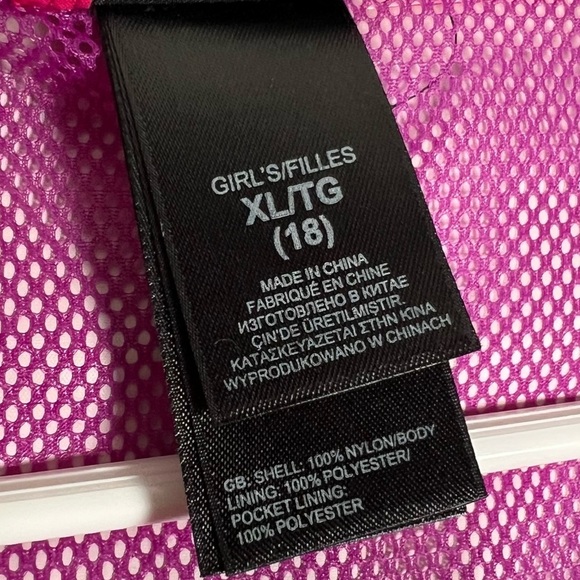 GIRL'S/FILLES
XL/TG
(18)
MADE IN CHINA
FABRIQUÉ EN CHINE
ИЗГОТОВЛЕНО В КИТАЕ
ÇIN'DE ÜRETILMIŞTIR.
ΚΑΤΑΣΚΕΥΑΖΕΤΑΙ ΣΤΗΝ ΚΙΝΑ
WYPRODUKOWANO W CHINACH
GB: SHELL: 100% NYLON/BODY
LINING: 100% POLYESTER/
POCKET LINING:
100% POLYESTER